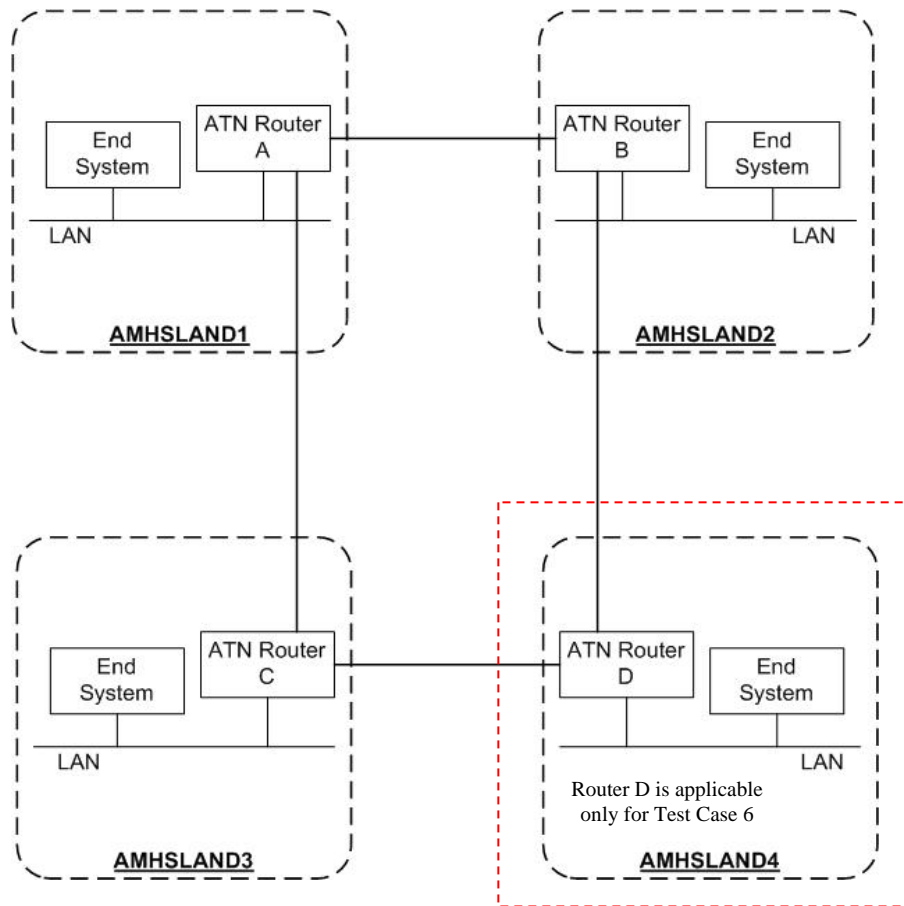 End
System
ATN Router
A
LAN
AMHSLAND1
ATN Router
B
End
System
LAN
AMHSLAND2
End
System
ATN Router
C
LAN
AMHSLAND3
ATN Router
D
End
System
LAN
Router D is applicable
only for Test Case 6
AMHSLAND4